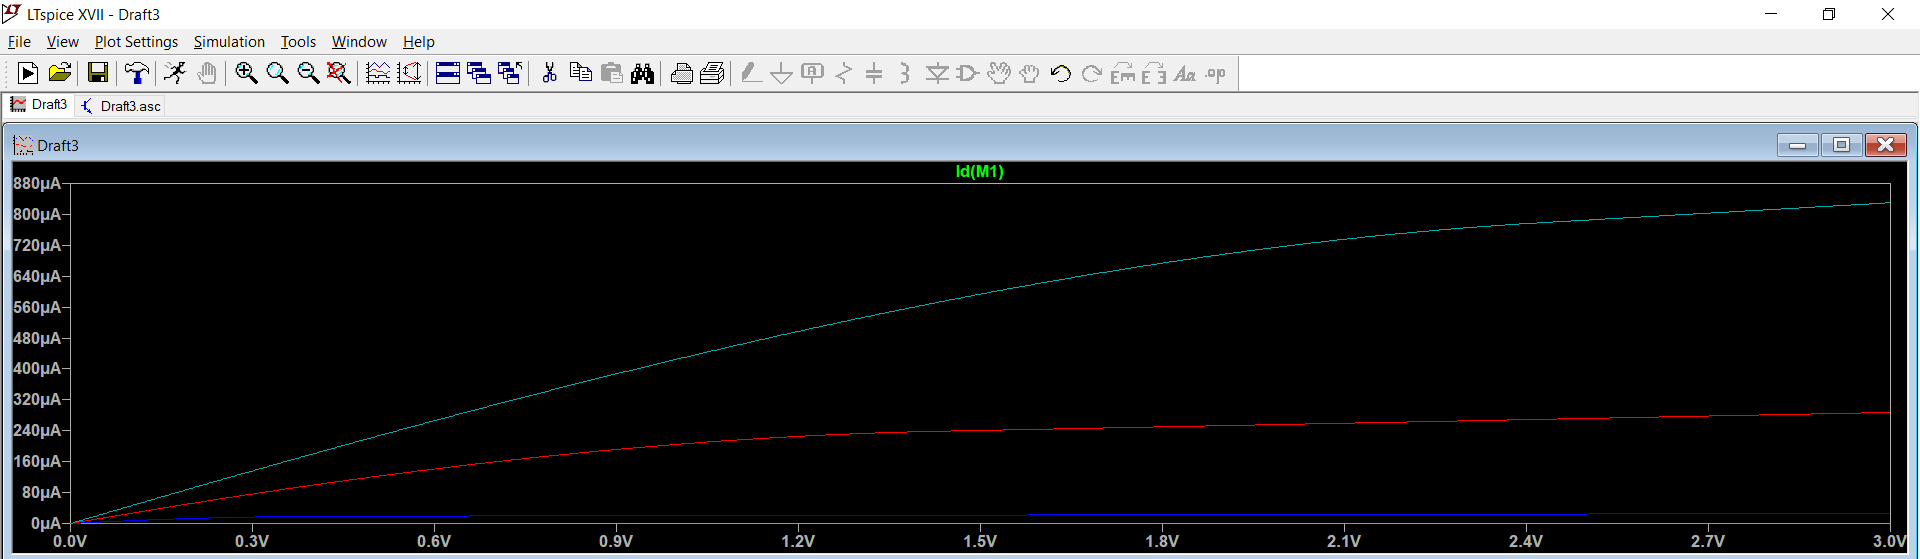 LTspice XVII - Draft3
File View Plot Settings Simulation Tools Window Help
Aa .op
Draft3 Draft3.asc
Draft3
Id(M1)
880µA
800µA
720µA
640µA
560µA
480µA
400µA
320µA
240µA
160µA
80µA
0µA
0.0V 0.3V 0.6V 0.9V 1.2V 1.5V 1.8V 2.1V 2.4V 2.7V 3.0V